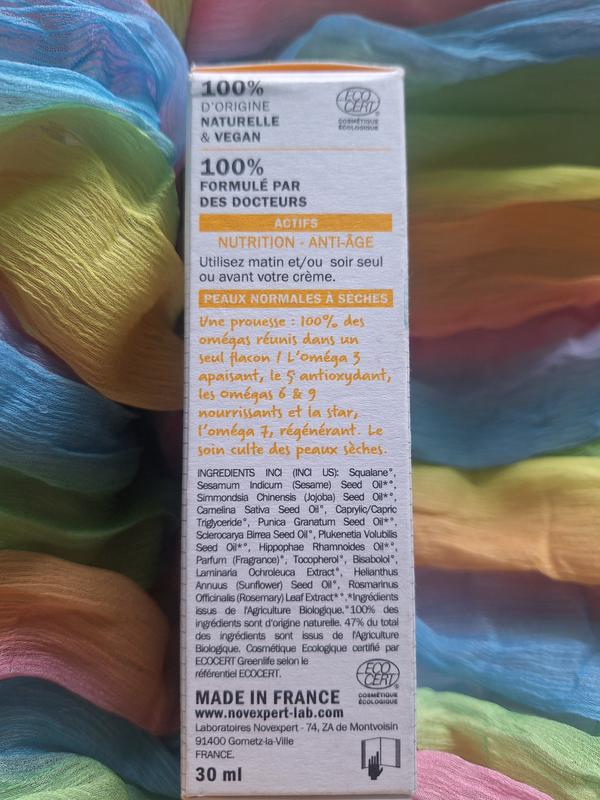 100%
D'ORIGINE
NATURELLE
& VEGAN
ECO
CERT
COSMÉTIQUE
ÉCOLOGIQUE
100%
FORMULÉ PAR
DES DOCTEURS
ACTIFS
NUTRITION - ANTI-ÂGE
Utilisez matin et/ou soir seul
ou avant votre crème.
PEAUX NORMALES À SECHES
Une prouesse : 100% des
omégas réunis dans un
seul flacon ! L'oméga 3
apaisant, le 5 antioxydant,
les omégas 6 & 9
nourrissants et la star,
l'oméga 7, régénérant. Le
soin culte des peaux sèches.
INGREDIENTS INCI (INCI US): Squalane°,
Sesamum Indicum (Sesame) Seed Oil*°,
Simmondsia Chinensis (Jojoba) Seed Oil*°,
Camelina Sativa Seed Oil°, Caprylic/Capric
Triglyceride°, Punica Granatum Seed Oil*°,
Sclerocarya Birrea Seed Oil°, Plukenetia Volubilis
Seed Oil*°, Hippophae Rhamnoides Oil*°,
Parfum (Fragrance)°, Tocopherol°, Bisabolol°,
Laminaria Ochroleuca Extract°, Helianthus
Annuus (Sunflower) Seed Oil°, Rosmarinus
Officinalis (Rosemary) Leaf Extract*°.*Ingrédients
issus de l'Agriculture Biologique.°100% des
ingrédients sont d'origine naturelle. 47% du total
des ingrédients sont issus de l'Agriculture
Biologique. Cosmétique Ecologique certifié par
ECOCERT Greenlife selon le
référentiel ECOCERT.
ECO
CERT®
COSMÉTIQUE
ÉCOLOGIQUE
MADE IN FRANCE
www.novexpert-lab.com
Laboratoires Novexpert - 74, ZA de Montvoisin
91400 Gometz-la-Ville
FRANCE.
30 ml